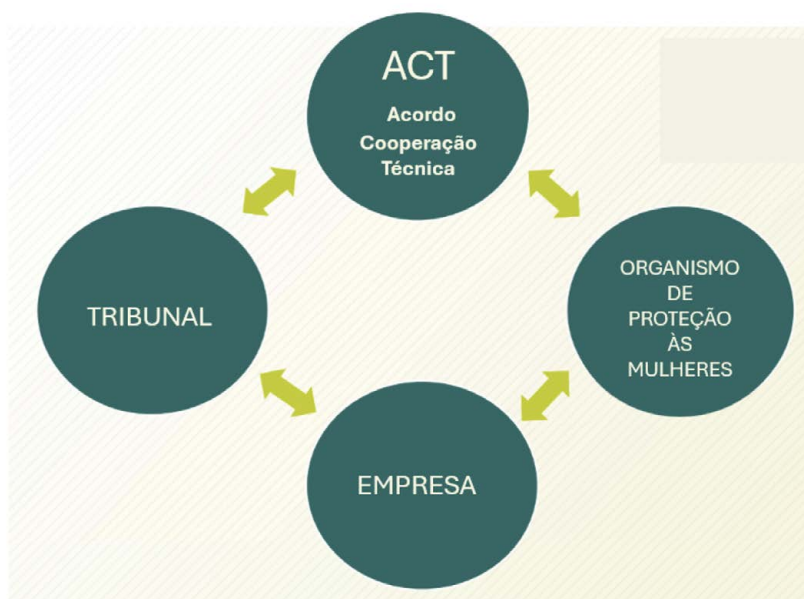 ACT
Acordo
Cooperação
Técnica
TRIBUNAL
ORGANISMO
DE
PROTEÇÃO
ÀS
MULHERES
EMPRESA